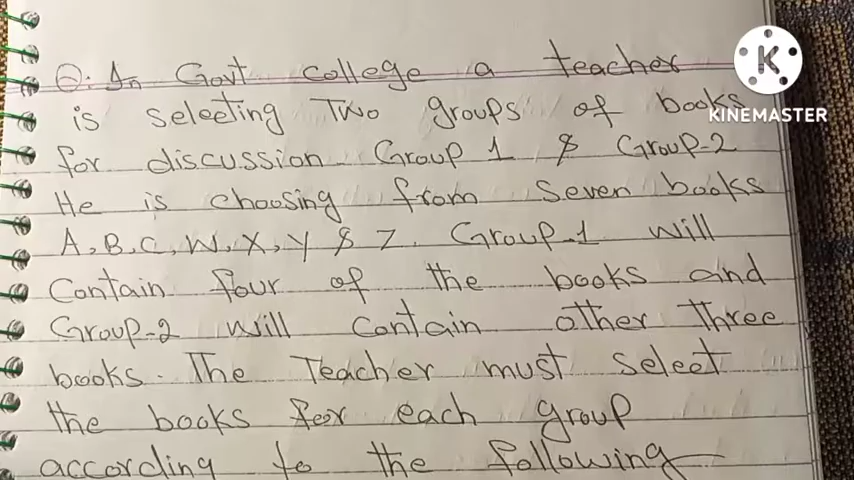 Q. In Govt college a teacher
is selecting Two groups of books
for discussion Group 1 & Group-2
He is choosing from Seven books
A, B, C, W, X, Y & Z. Group-1 will
Contain four of the books and
Group-2 will contain other Three
books. The Teacher must select
the books for each group
according to the following
K
KINEMASTER